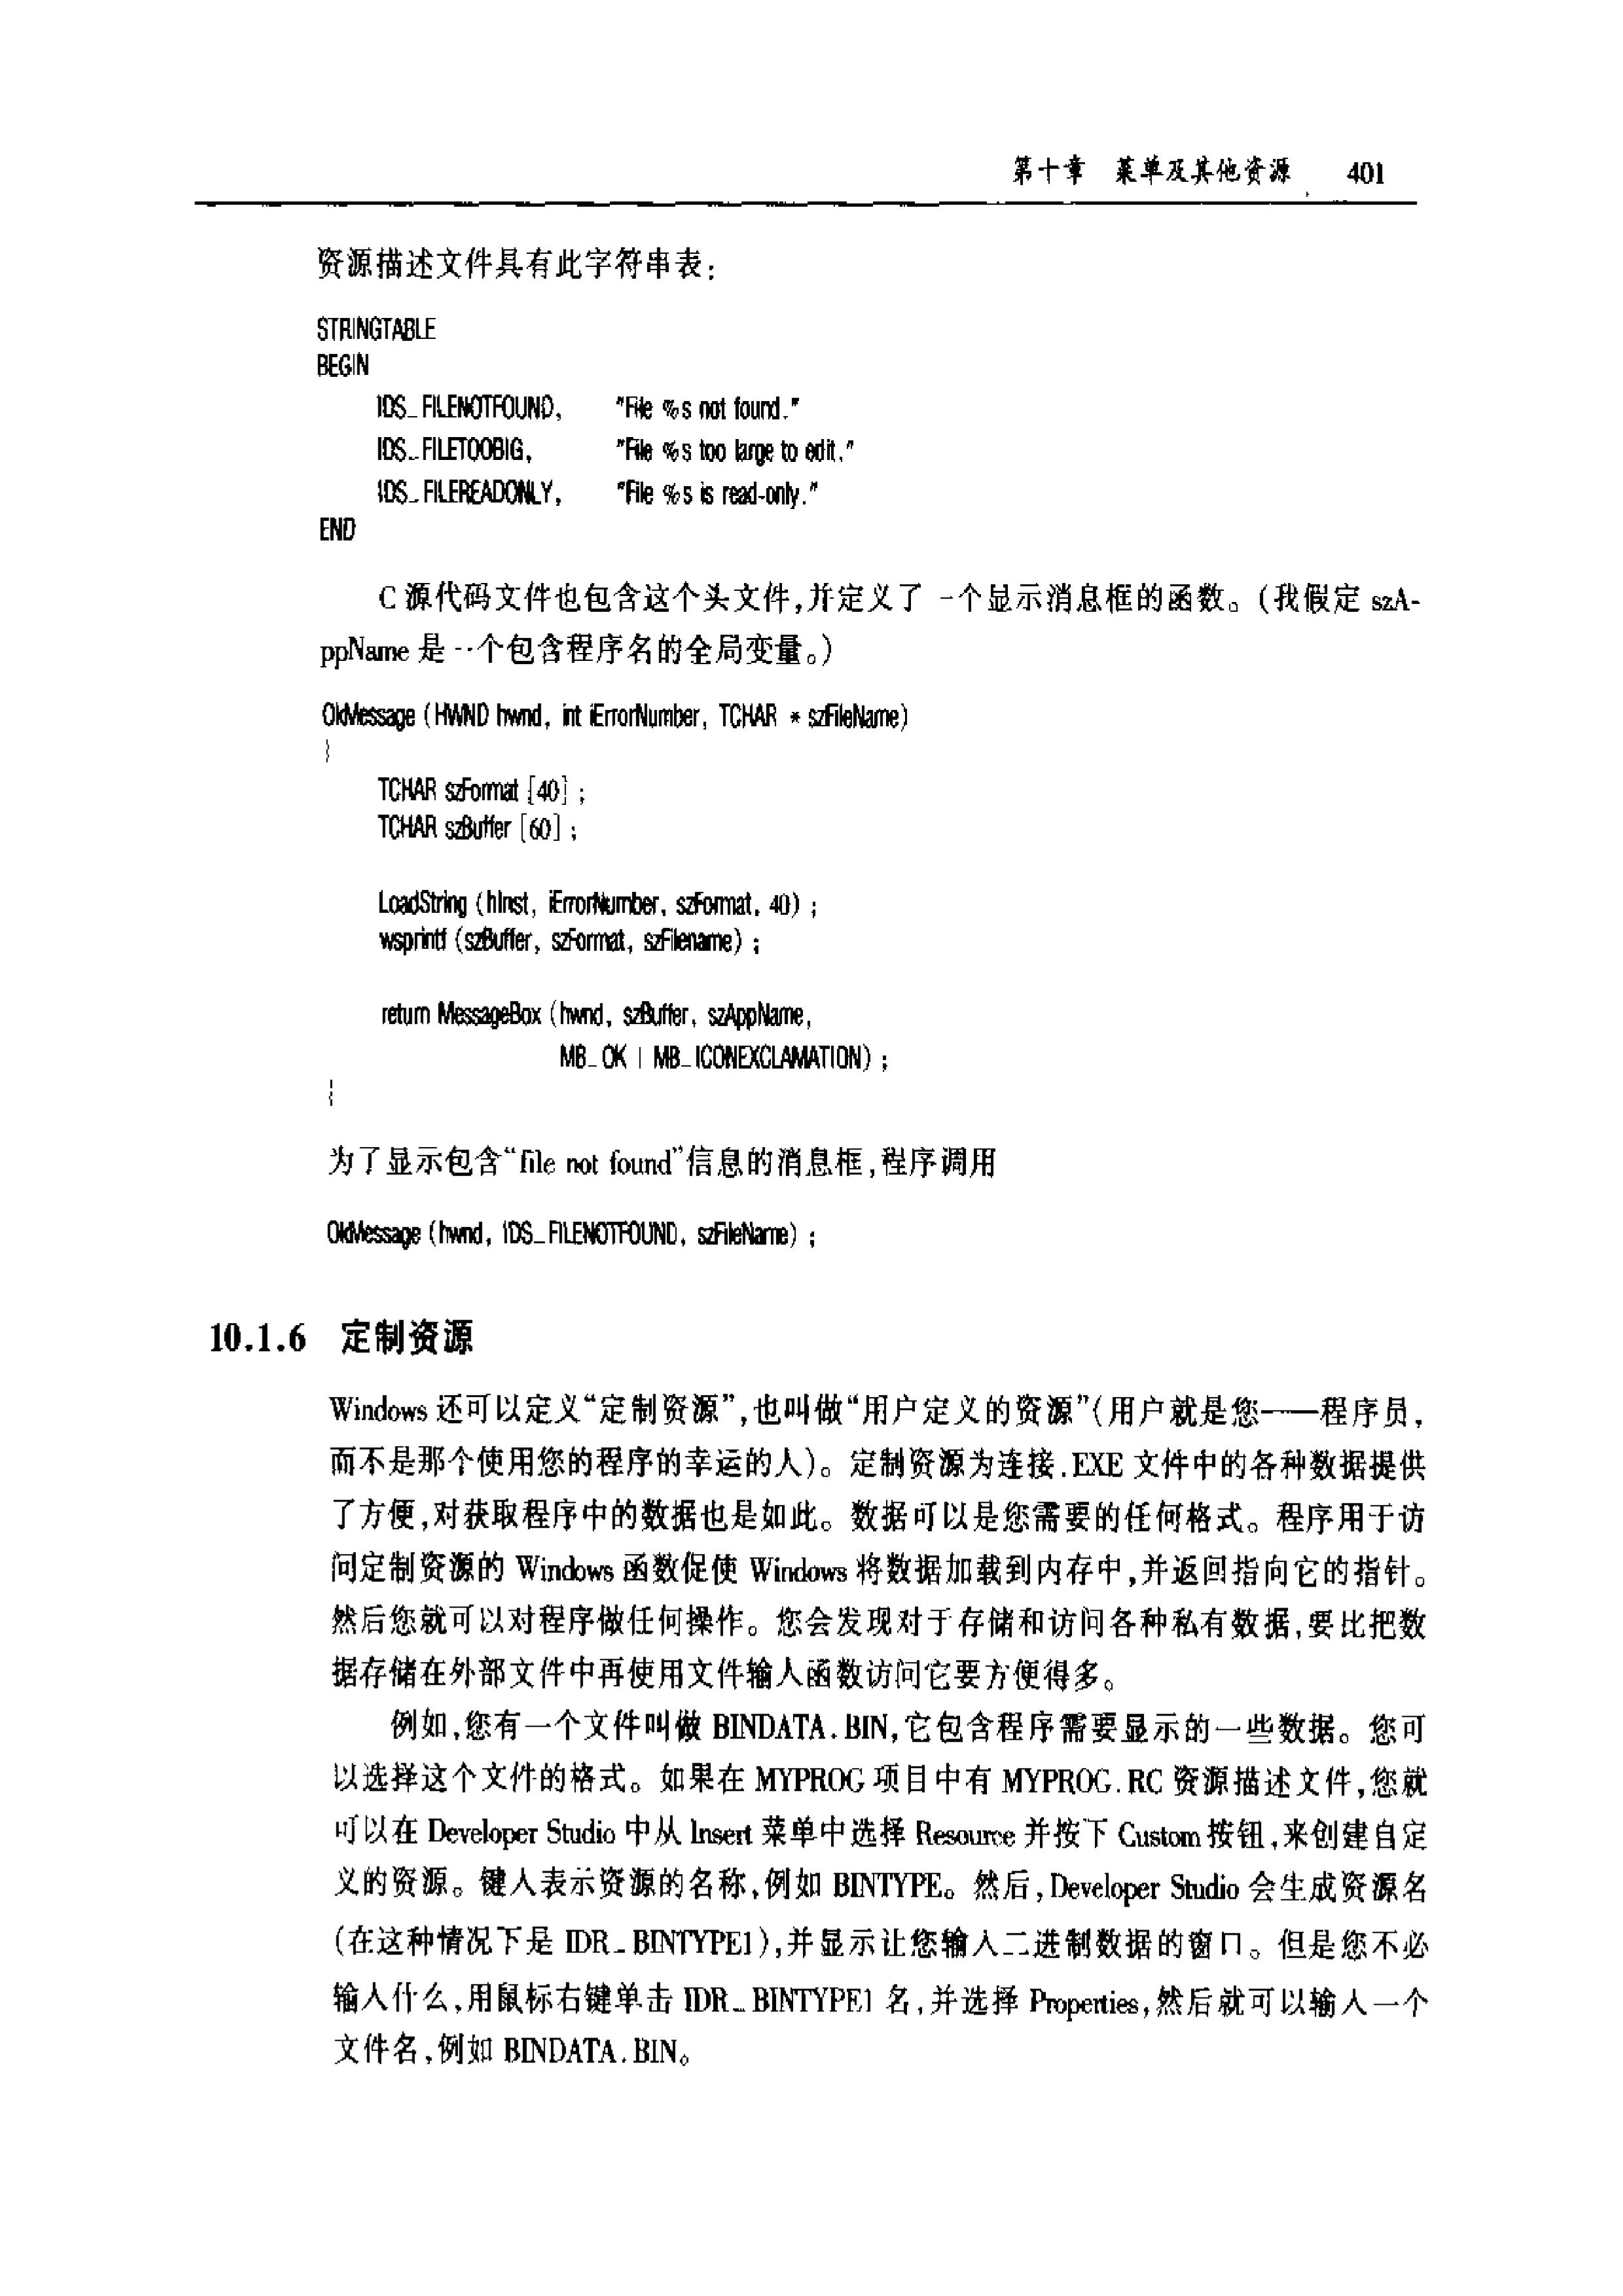 第十章 菜单及其他资源 401
资源描述文件具有此字符串表：
STRINGTABLE
BEGIN
IDS_FILENOTFOUND, "File %s not found."
IDS_FILETOOBIG, "File %s too large to edit."
IDS_FILEREADONLY, "File %s is read-only."
END
C 源代码文件也包含这个头文件,并定义了一个显示消息框的函数。(我假定 szA-
ppName 是一个包含程序名的全局变量。)
OkMessage (HWND hwnd, int iErrorNumber, TCHAR * szFileName)
{
TCHAR szFormat [40] ;
TCHAR szBuffer [60] ;
LoadString (hInst, iErrorNumber, szFormat, 40) ;
wsprintf (szBuffer, szFormat, szFilename) ;
return MessageBox (hwnd, szBuffer, szAppName,
MB_OK | MB_ICONEXCLAMATION) ;
}
为了显示包含“file not found”信息的消息框,程序调用
OkMessage (hwnd, IDS_FILENOTFOUND, szFileName) ;
10.1.6 定制资源
Windows 还可以定义“定制资源”,也叫做“用户定义的资源”(用户就是您——程序员,
而不是那个使用您的程序的幸运的人)。定制资源为连接.EXE 文件中的各种数据提供
了方便,对获取程序中的数据也是如此。数据可以是您需要的任何格式。程序用于访
问定制资源的 Windows 函数促使 Windows 将数据加载到内存中,并返回指向它的指针。
然后您就可以对程序做任何操作。您会发现对于存储和访问各种私有数据,要比把数
据存储在外部文件中再使用文件输入函数访问它要方便得多。
例如,您有一个文件叫做 BINDATA.BIN,它包含程序需要显示的一些数据。您可
以选择这个文件的格式。如果在 MYPROG 项目中有 MYPROG.RC 资源描述文件,您就
可以在 Developer Studio 中从 Insert 菜单中选择 Resource 并按下 Custom 按钮,来创建自定
义的资源。键入表示资源的名称,例如 BINTYPE。然后,Developer Studio 会生成资源名
(在这种情况下是 IDR_BINTYPE1),并显示让您输入二进制数据的窗口。但是您不必
输入什么,用鼠标右键单击 IDR_BINTYPE1 名,并选择 Properties,然后就可以输入一个
文件名,例如 BINDATA.BIN。